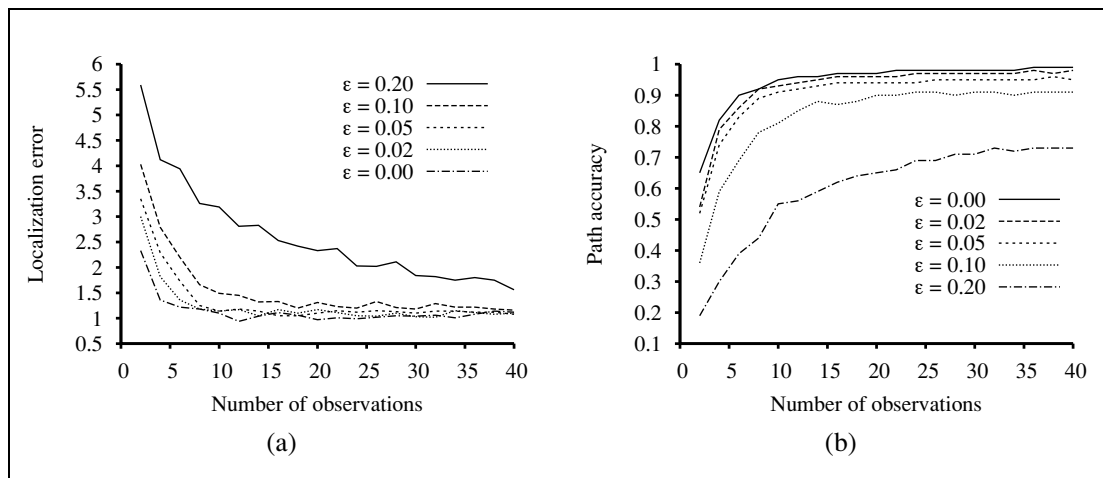 Localization error
6
5.5
5
4.5
4
3.5
3
2.5
2
1.5
1
0.5
0 5 10 15 20 25 30 35 40
Number of observations
ε = 0.20
ε = 0.10
ε = 0.05
ε = 0.02
ε = 0.00
(a)
Path accuracy
1
0.9
0.8
0.7
0.6
0.5
0.4
0.3
0.2
0.1
0 5 10 15 20 25 30 35 40
Number of observations
ε = 0.00
ε = 0.02
ε = 0.05
ε = 0.10
ε = 0.20
(b)